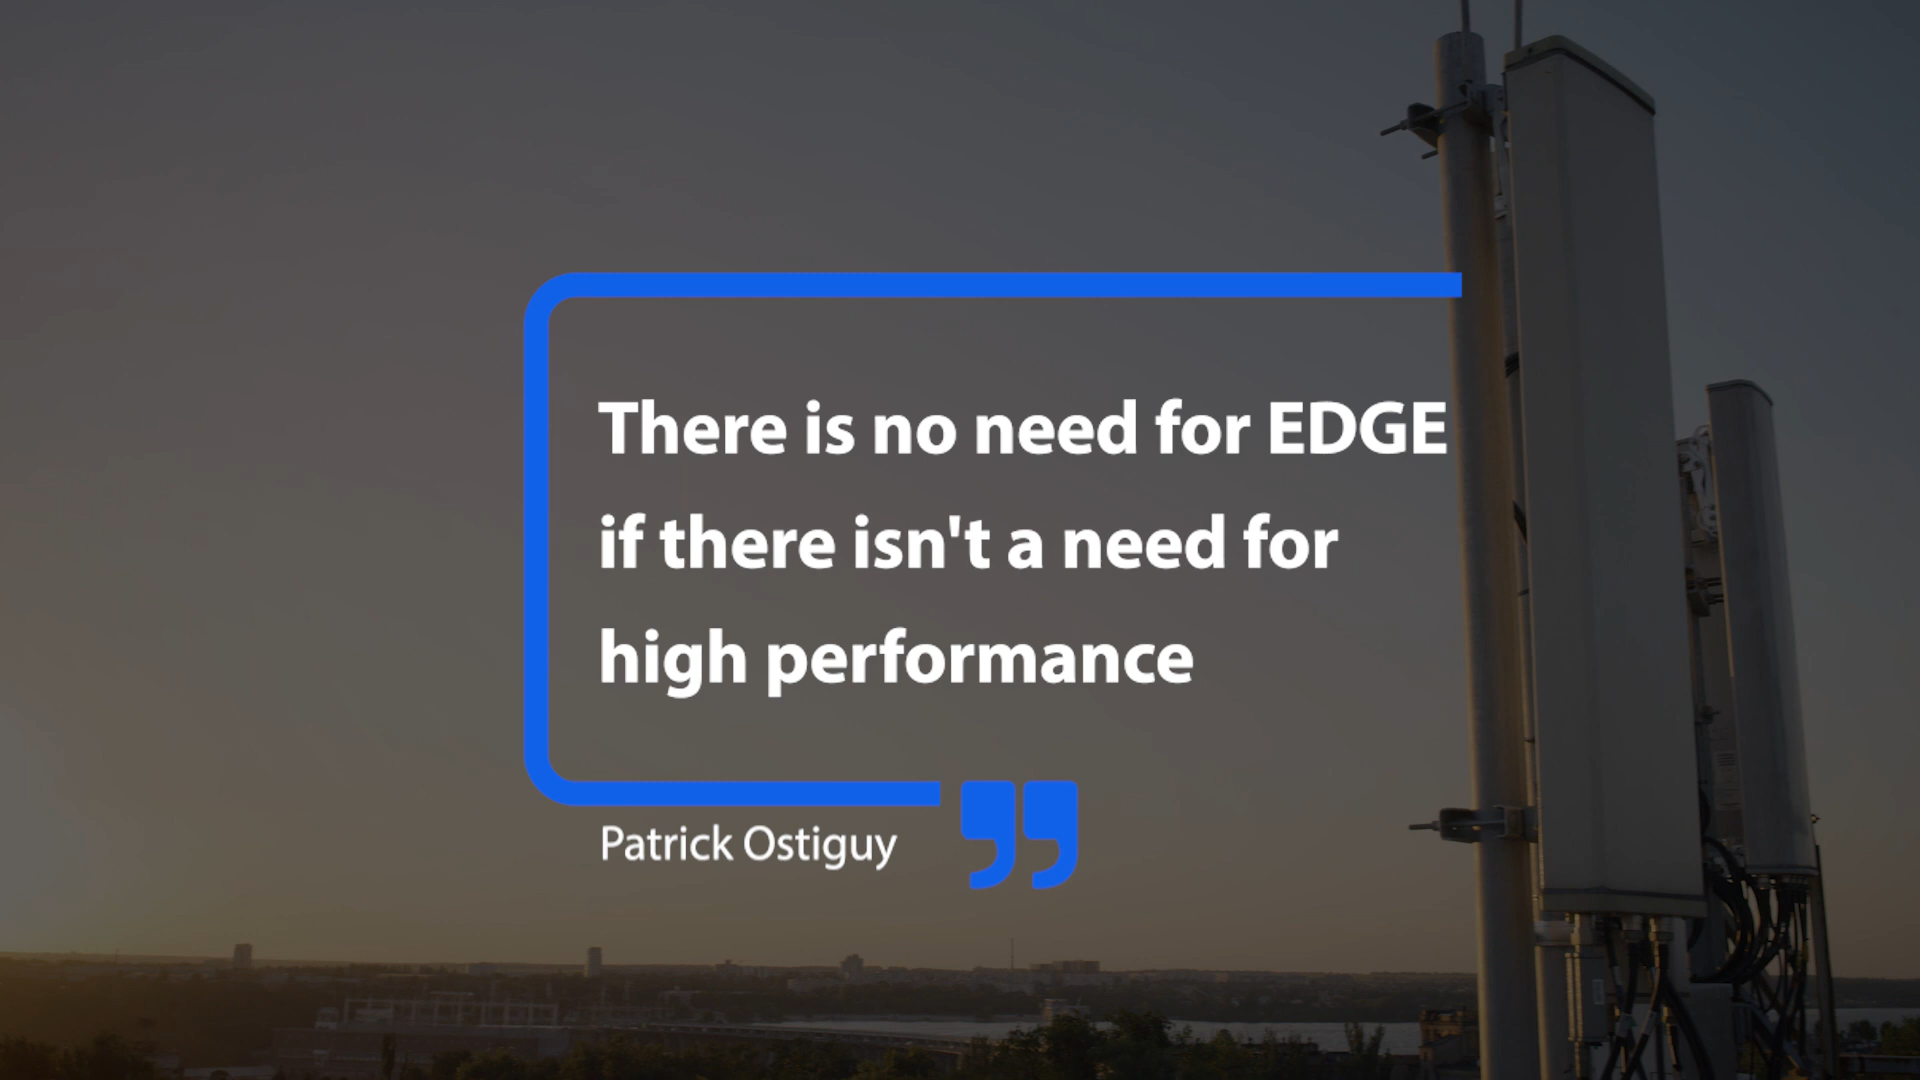 There is no need for EDGE
if there isn't a need for
high performance
Patrick Ostiguy